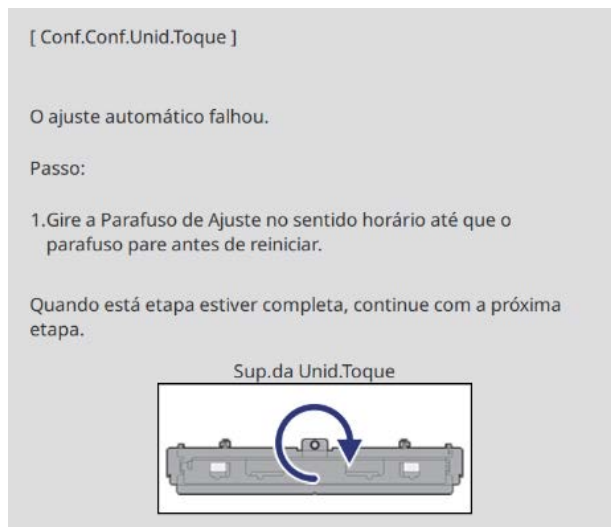 [ Conf.Conf.Unid.Toque ]
O ajuste automático falhou.
Passo:
1.Gire a Parafuso de Ajuste no sentido horário até que o
parafuso pare antes de reiniciar.
Quando está etapa estiver completa, continue com a próxima
etapa.
Sup.da Unid.Toque